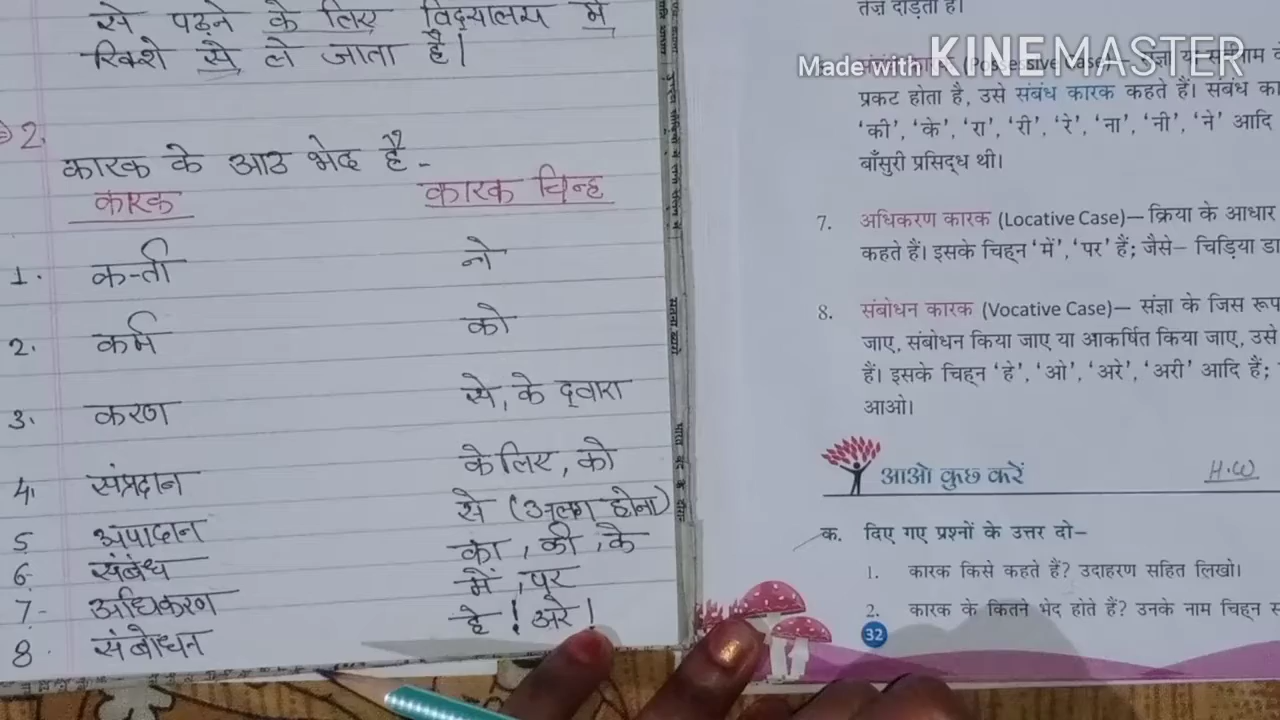 से पढ़ने के लिए विद्यालय में
रिक्शे से ले जाता है।
2.
कारक के आठ भेद हैं-
कारक कारक चिन्ह
1. कर्ता ने
2. कर्म को
3. करण से, के द्वारा
4. संप्रदान के लिए, को
5 अपादान से (अलग होना)
6- संबंध का, की, के
7- अधिकरण में, पर
8. संबोधन हे! अरे!
तेज़ दौड़ता है।
Made with KINEMASTER
प्रकट होता है, उसे संबंध कारक कहते हैं। संबंध का
'की', 'के', 'रा', 'री', 'रे', 'ना', 'नी', 'ने' आदि
बाँसुरी प्रसिद्ध थी।
7. अधिकरण कारक (Locative Case)— क्रिया के आधार
कहते हैं। इसके चिह्न 'में', 'पर' हैं; जैसे— चिड़िया डा
8. संबोधन कारक (Vocative Case)— संज्ञा के जिस रूप
जाए, संबोधन किया जाए या आकर्षित किया जाए, उसे
हैं। इसके चिह्न 'हे', 'ओ', 'अरे', 'अरी' आदि हैं;
आओ।
आओ कुछ करें H.W
क. दिए गए प्रश्नों के उत्तर दो—
1. कारक किसे कहते हैं? उदाहरण सहित लिखो।
2. कारक के कितने भेद होते हैं? उनके नाम चिह्न स
32